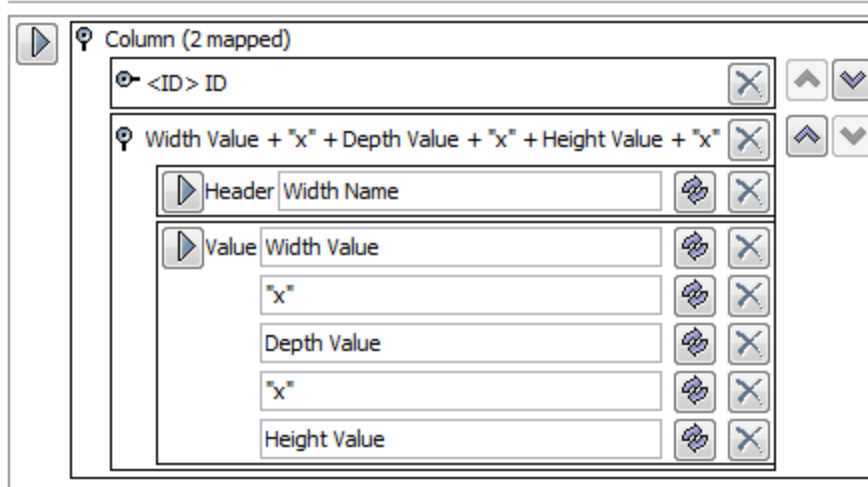 Column (2 mapped)
<ID> ID
Width Value + "x" + Depth Value + "x" + Height Value + "x"
Header Width Name
Value Width Value
"x"
Depth Value
"x"
Height Value